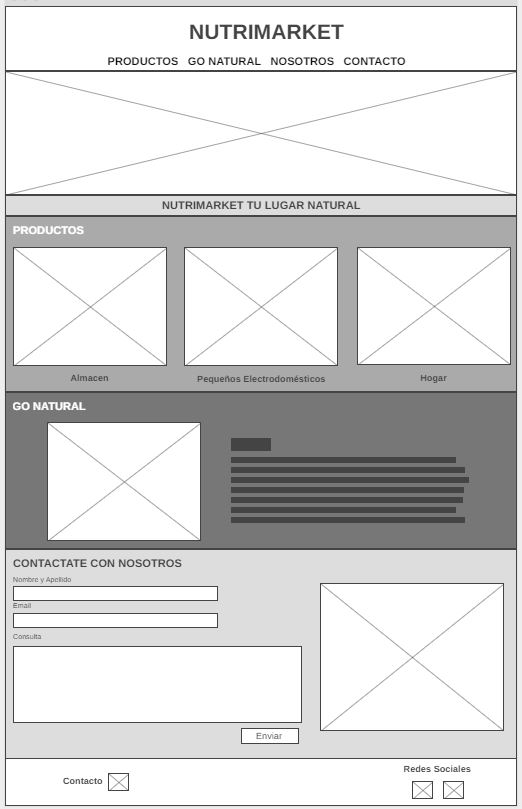 NUTRIMARKET
PRODUCTOS GO NATURAL NOSOTROS CONTACTO
NUTRIMARKET TU LUGAR NATURAL
PRODUCTOS
Almacen Pequeños Electrodomésticos Hogar
GO NATURAL
CONTACTATE CON NOSOTROS
Nombre y Apellido
Email
Consulta
Enviar
Redes Sociales
Contacto